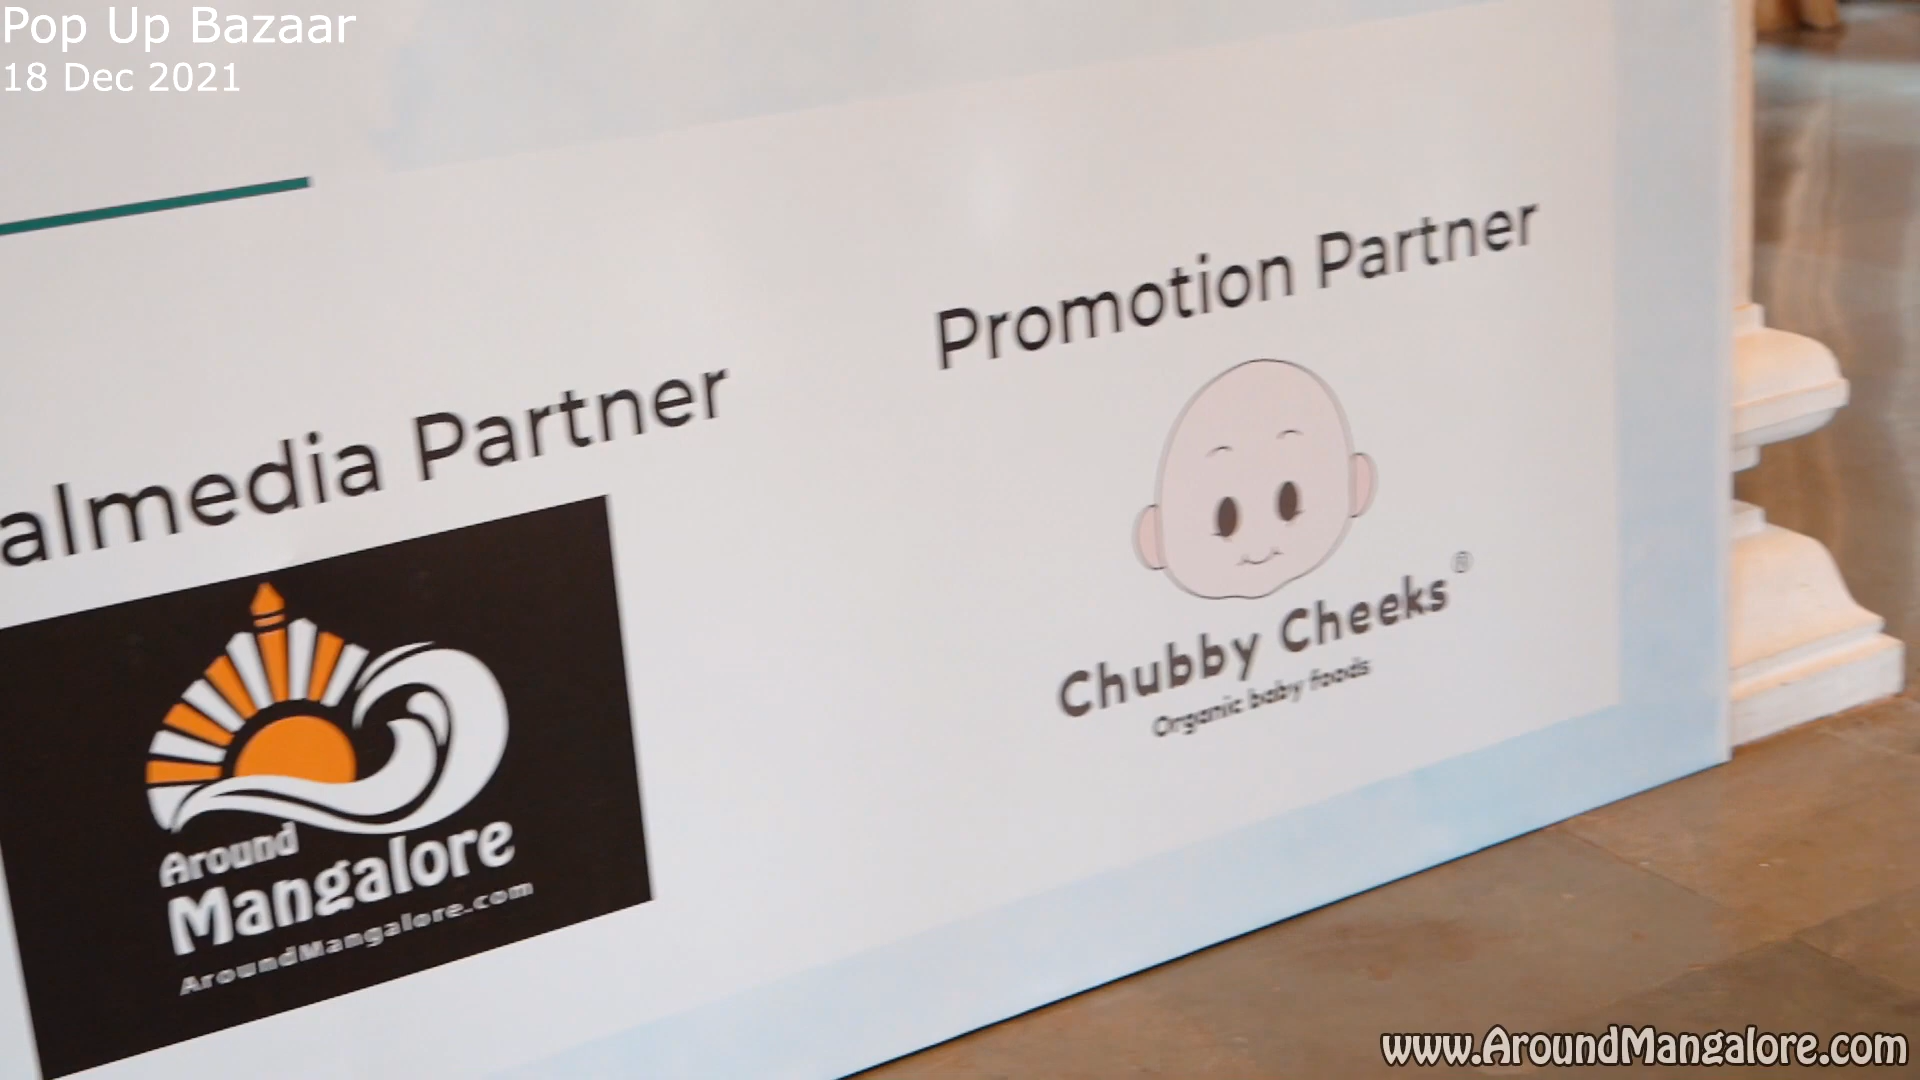 Pop Up Bazaar
18 Dec 2021
almedia Partner
Around
Mangalore
AroundMangalore.com
Promotion Partner
Chubby Cheeks®
Organic baby foods
www.AroundMangalore.com